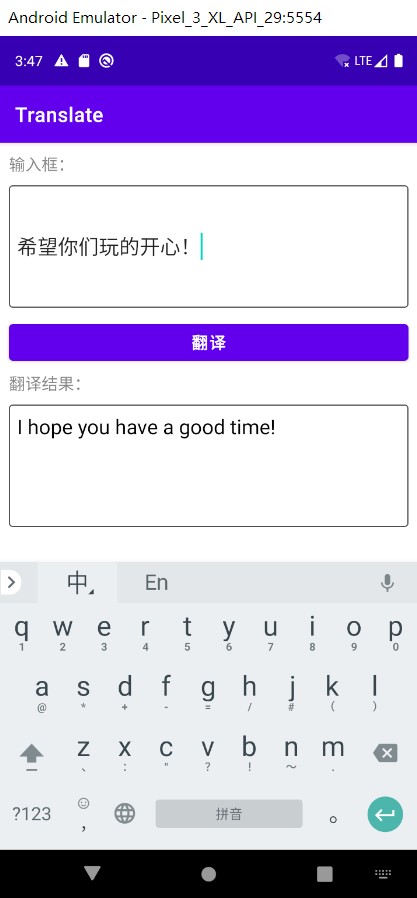 Android Emulator - Pixel_3_XL_API_29:5554
3:47 LTE
Translate
输入框：
希望你们玩的开心！
翻译
翻译结果：
I hope you have a good time!
中 En
q w e r t y u i o p
1 2 3 4 5 6 7 8 9 0
a s d f g h j k l
@ * + - = / # ( )
z x c v b n m
、 : " ? ! ～ .
?123 , 拼音 。